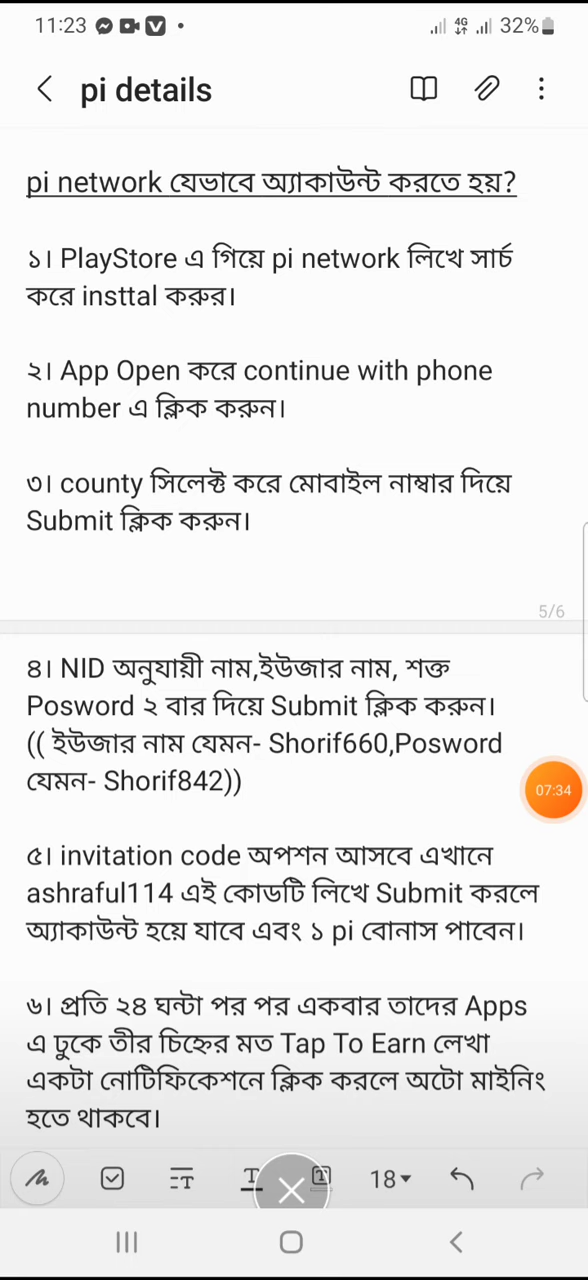 11:23
4G
32%
pi details
pi network যেভাবে অ্যাকাউন্ট করতে হয়?
১। PlayStore এ গিয়ে pi network লিখে সার্চ
করে insttal করুর।
২। App Open করে continue with phone
number এ ক্লিক করুন।
৩। county সিলেক্ট করে মোবাইল নাম্বার দিয়ে
Submit ক্লিক করুন।
5/6
৪। NID অনুযায়ী নাম,ইউজার নাম, শক্ত
Posword ২ বার দিয়ে Submit ক্লিক করুন।
(( ইউজার নাম যেমন- Shorif660,Posword
যেমন- Shorif842))
07:34
৫। invitation code অপশন আসবে এখানে
ashraful114 এই কোডটি লিখে Submit করলে
অ্যাকাউন্ট হয়ে যাবে এবং ১ pi বোনাস পাবেন।
৬। প্রতি ২৪ ঘন্টা পর পর একবার তাদের Apps
এ ঢুকে তীর চিহ্নের মত Tap To Earn লেখা
একটা নোটিফিকেশনে ক্লিক করলে অটো মাইনিং
হতে থাকবে।
18